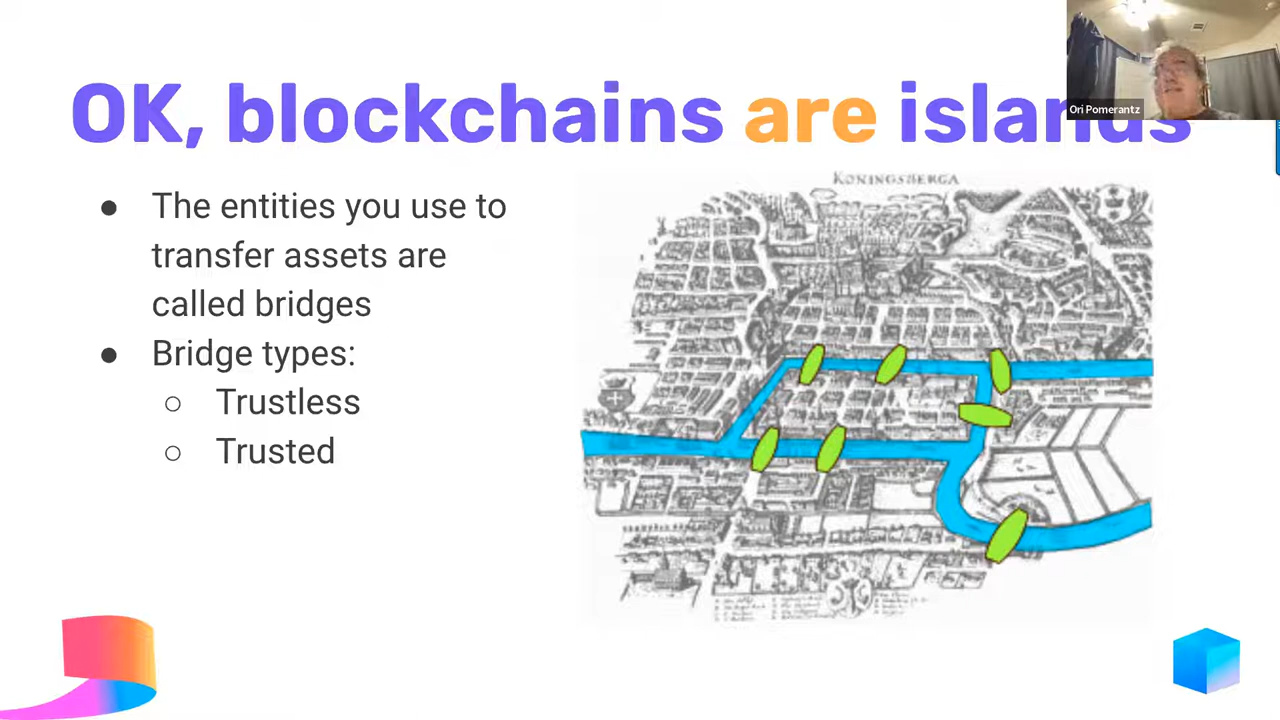 OK, blockchains are islands
Ori Pomerantz
The entities you use to
transfer assets are
called bridges
Bridge types:
Trustless
Trusted
KONINGSBERGA